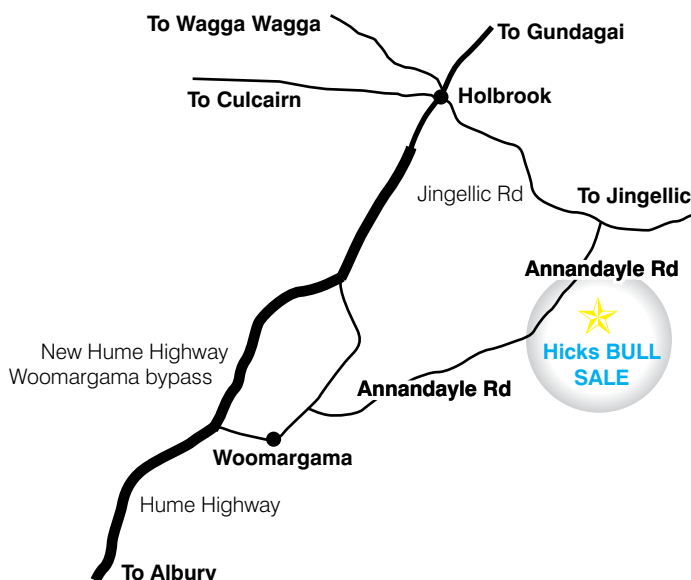 To Wagga Wagga
To Gundagai
To Culcairn
Holbrook
Jingellic Rd
To Jingellic
Annandayle Rd
Hicks BULL
SALE
New Hume Highway
Woomargama bypass
Annandayle Rd
Woomargama
Hume Highway
To Albury